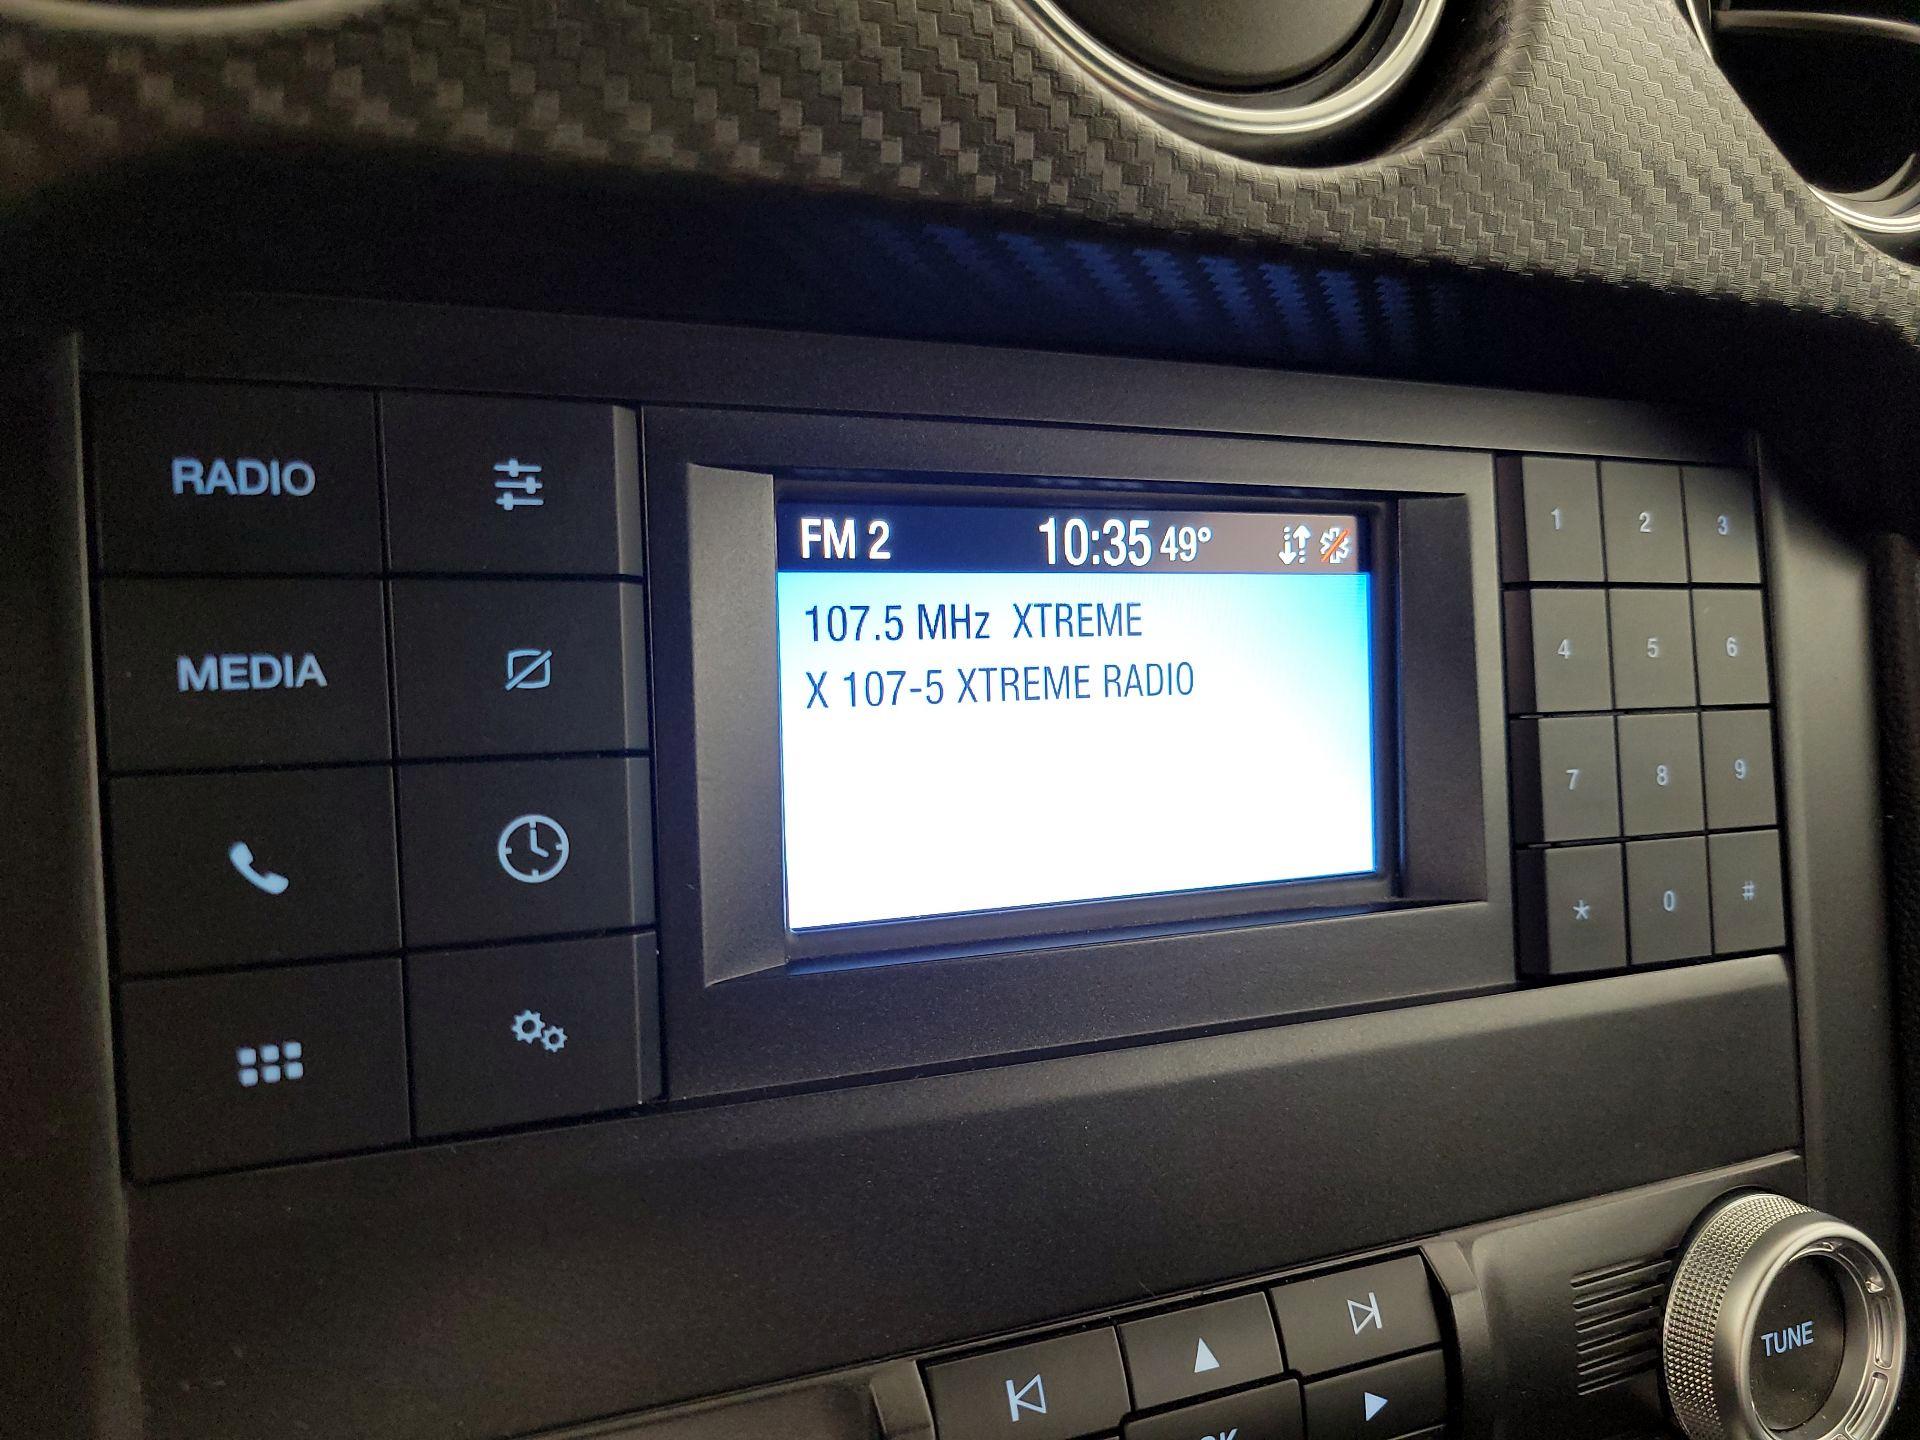 RADIO
MEDIA
FM 2 10:35 49°
107.5 MHz XTREME
X 107-5 XTREME RADIO
1 2 3
4 5 6
7 8 9
* 0 #
TUNE